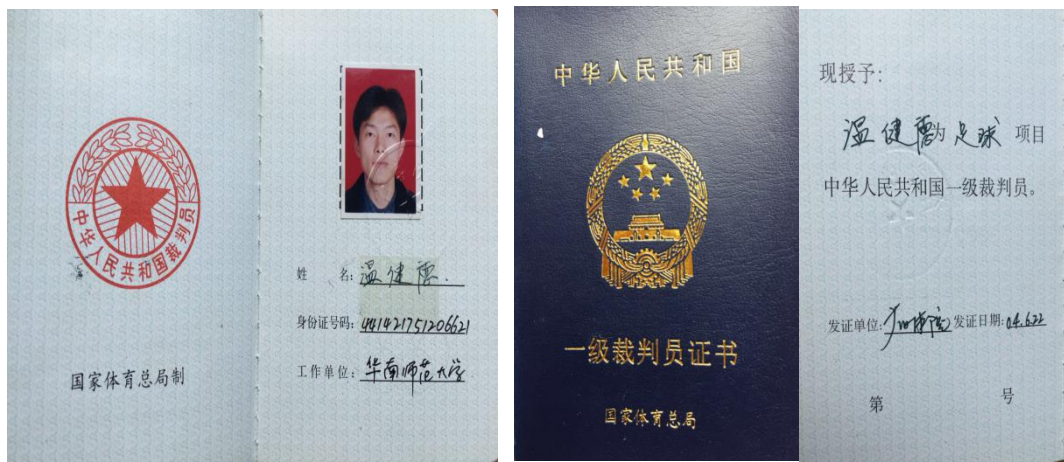 中华人民共和国裁判员
国家体育总局制
姓 名：温健
身份证号码：441421751206621
工作单位：华南师范大学
中华人民共和国
一级裁判员证书
国家体育总局
现授予：
温健 为 足球 项目
中华人民共和国一级裁判员。
发证单位： 发证日期：04.6.22
第 号